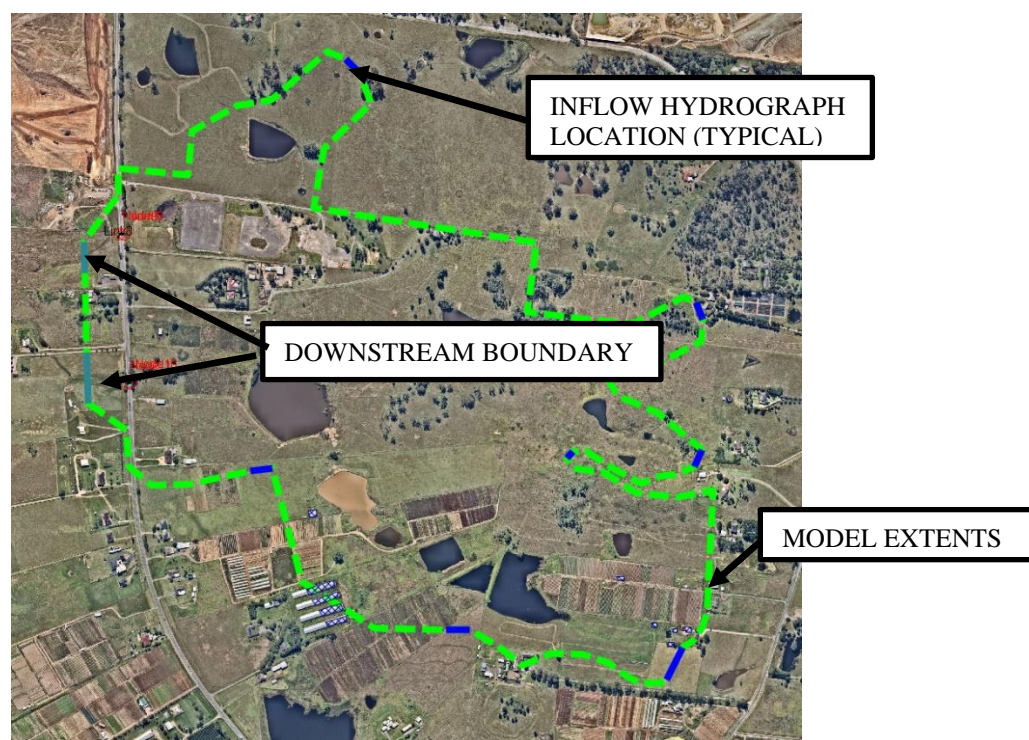 INFLOW HYDROGRAPH
LOCATION (TYPICAL)
DOWNSTREAM BOUNDARY
MODEL EXTENTS